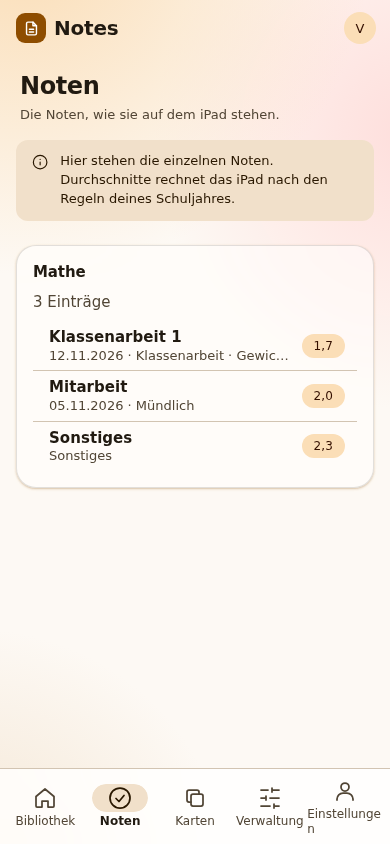 Notes
V
Noten
Die Noten, wie sie auf dem iPad stehen.
Hier stehen die einzelnen Noten.
Durchschnitte rechnet das iPad nach den
Regeln deines Schuljahres.
Mathe
3 Einträge
Klassenarbeit 1
12.11.2026 · Klassenarbeit · Gewic...
1,7
Mitarbeit
05.11.2026 · Mündlich
2,0
Sonstiges
Sonstiges
2,3
Bibliothek
Noten
Karten
Verwaltung
Einstellunge
n